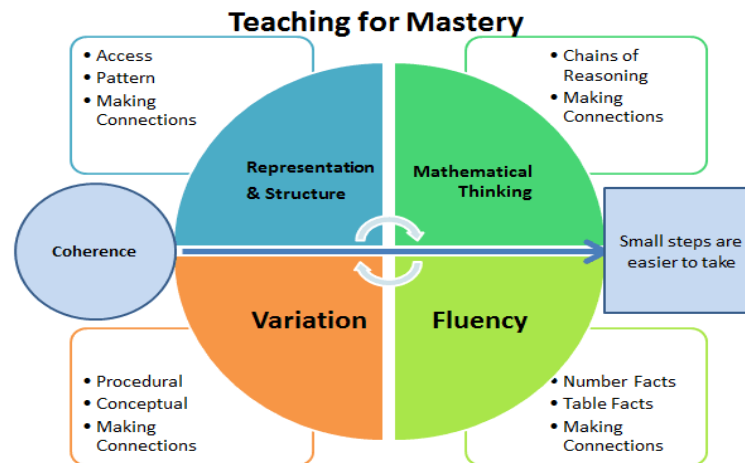 Teaching for Mastery
• Access
• Pattern
• Making
Connections
• Chains of
Reasoning
• Making
Connections
Representation
& Structure
Mathematical
Thinking
Coherence
Small steps are
easier to take
Variation
Fluency
• Procedural
• Conceptual
• Making
Connections
• Number Facts
• Table Facts
• Making
Connections